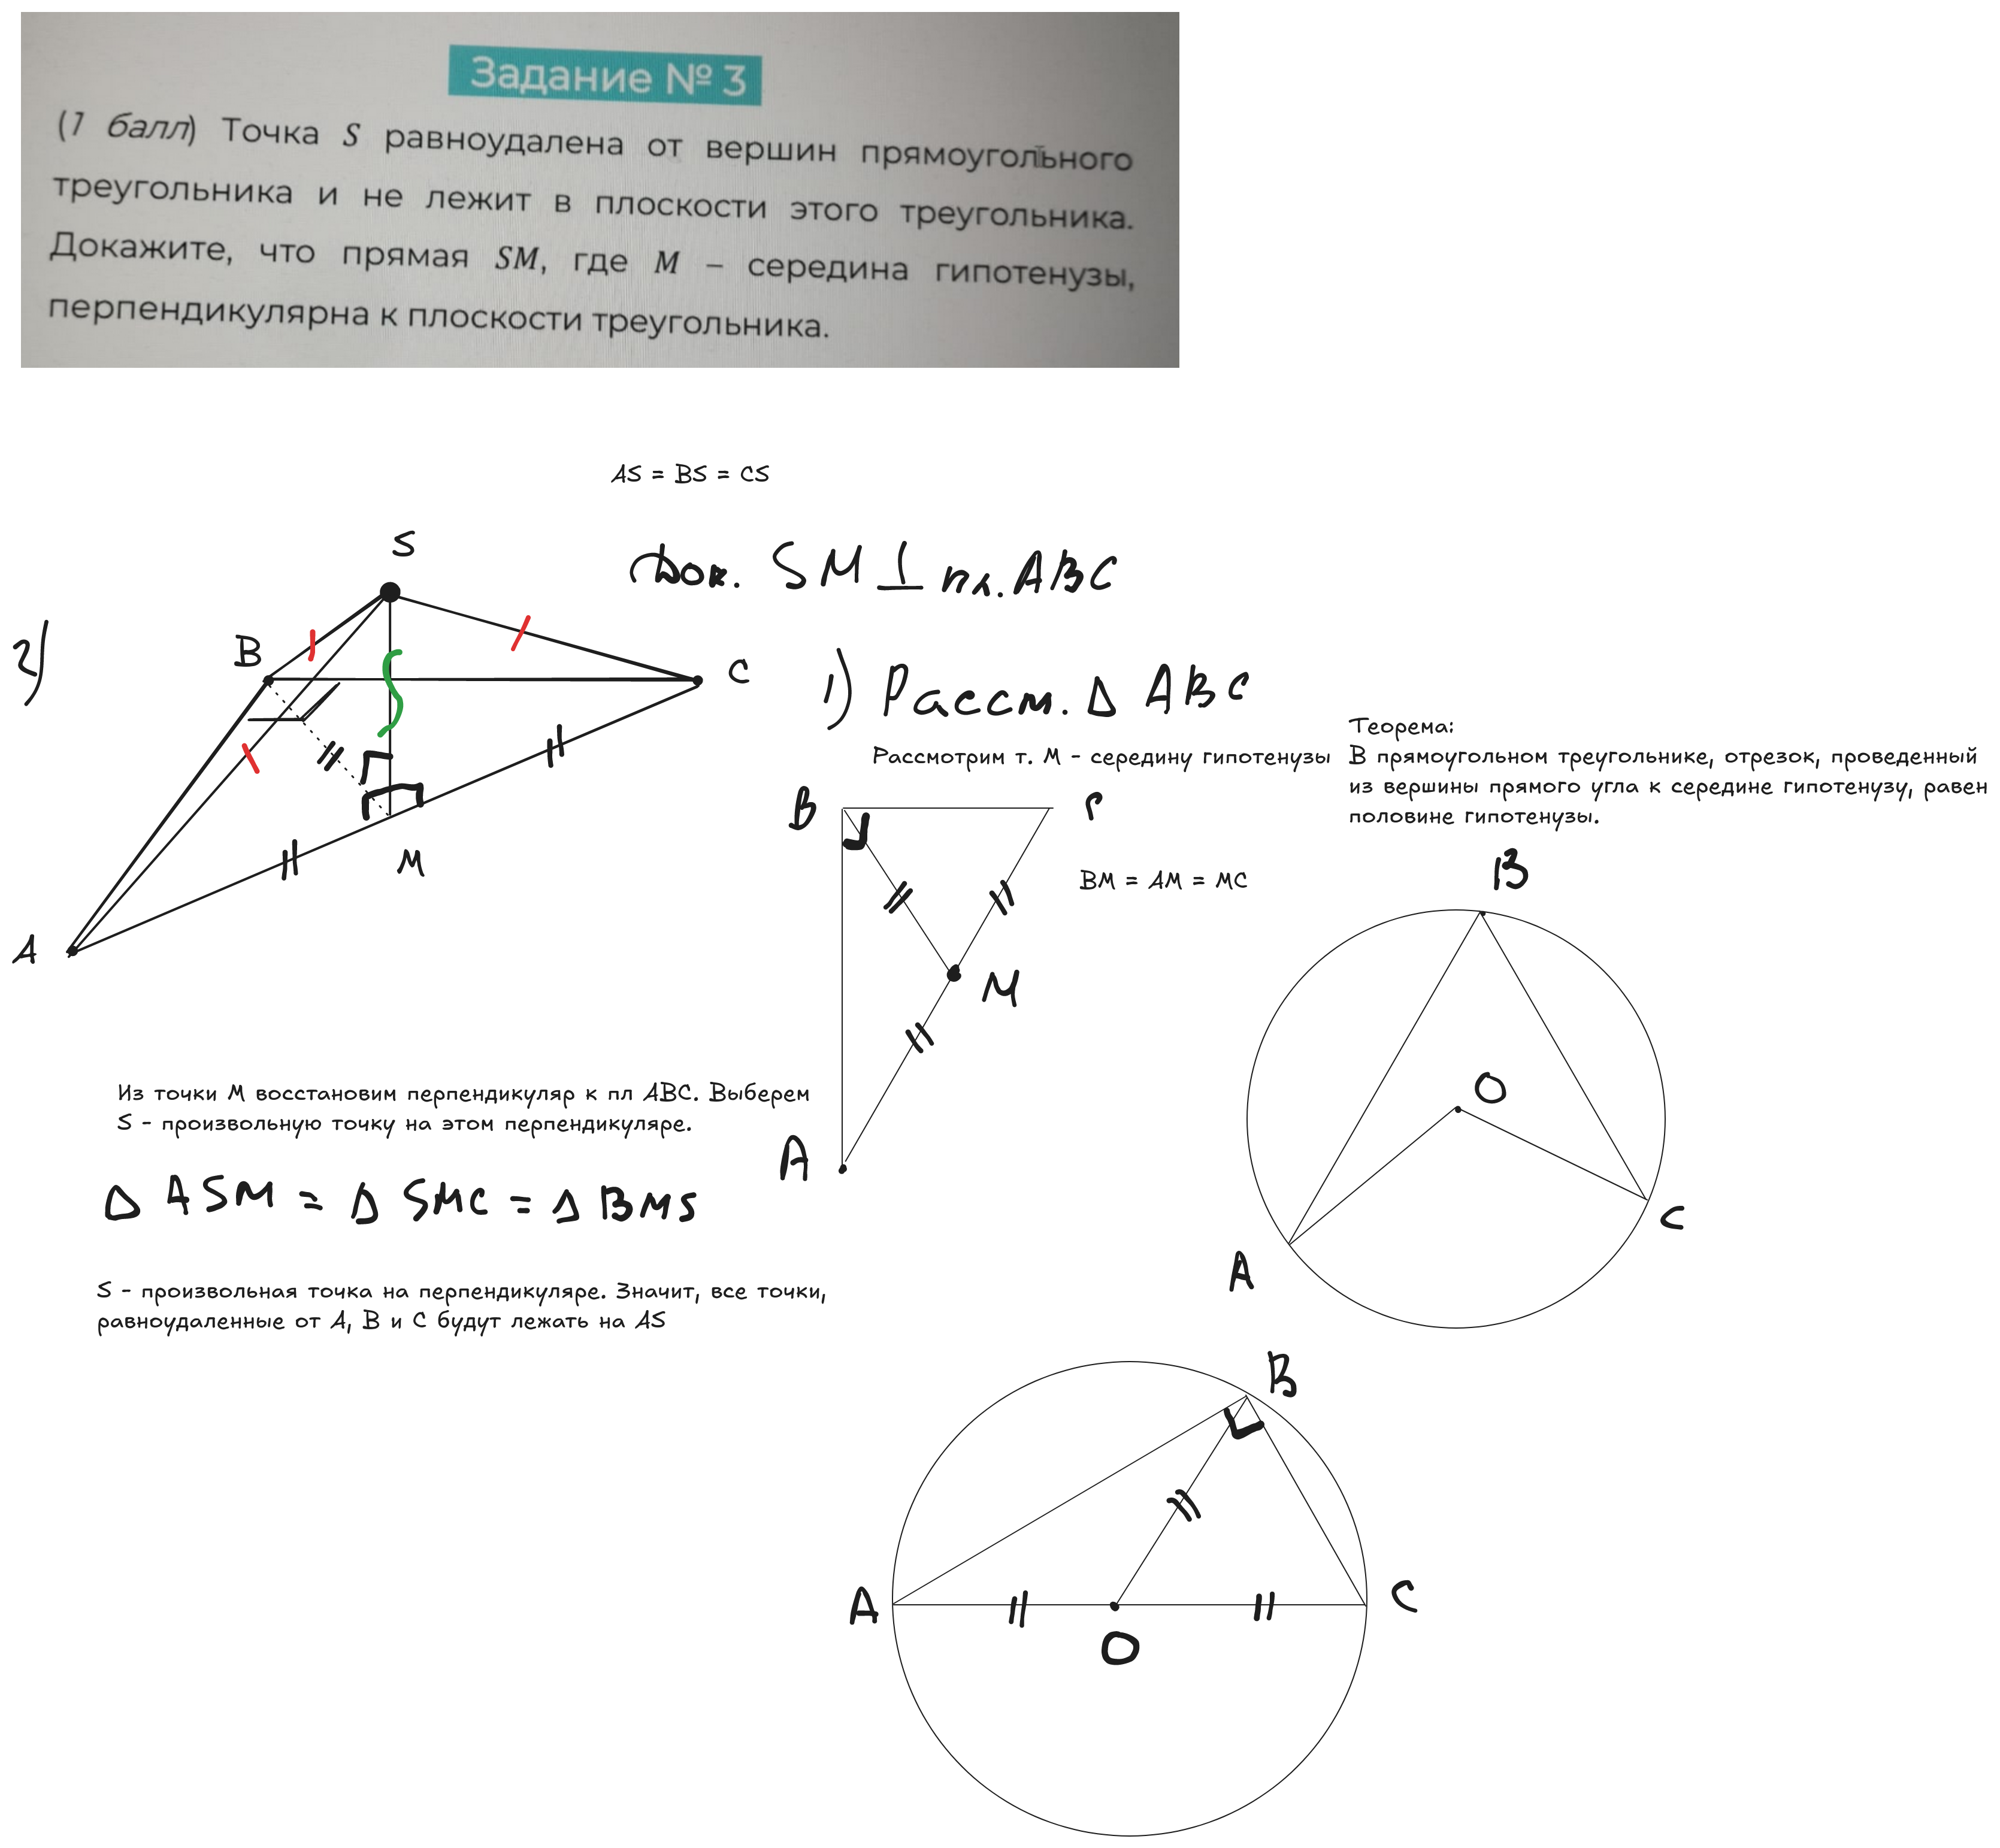 Задание № 3
(1 балл) Точка S равноудалена от вершин прямоугольного
треугольника и не лежит в плоскости этого треугольника.
Докажите, что прямая SM, где M – середина гипотенузы,
перпендикулярна к плоскости треугольника.
AS = BS = CS
Док. SM ⊥ пл. ABC
2)
S
B
C
M
A
1) Рассм. Δ ABC
Рассмотрим т. M - середину гипотенузы
Теорема:
В прямоугольном треугольнике, отрезок, проведенный
из вершины прямого угла к середине гипотенузу, равен
половине гипотенузы.
B
C
BM = AM = MC
M
A
B
O
A
C
Из точки M восстановим перпендикуляр к пл ABC. Выберем
S - произвольную точку на этом перпендикуляре.
Δ ASM = Δ SMC = Δ BMS
S - произвольная точка на перпендикуляре. Значит, все точки,
равноудаленные от A, B и C будут лежать на AS
B
A
C
O